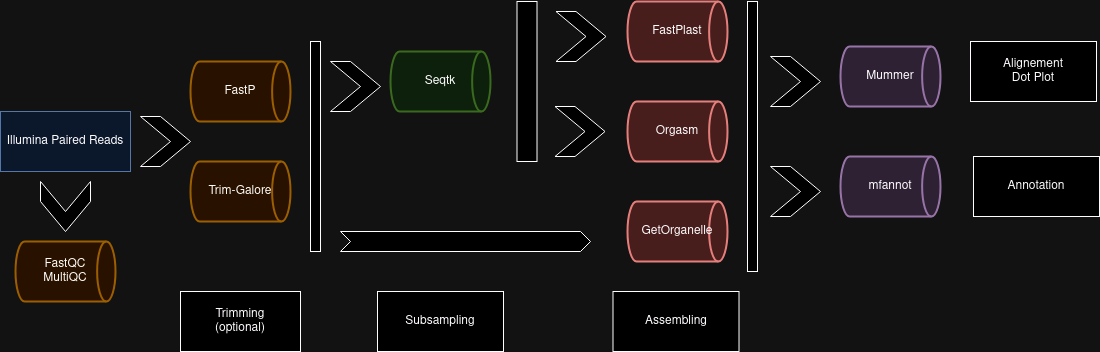 Illumina Paired Reads
FastQC
MultiQC
FastP
Trim-Galore
Trimming
(optional)
Seqtk
Subsampling
FastPlast
Orgasm
GetOrganelle
Assembling
Mummer
mfannot
Alignement
Dot Plot
Annotation